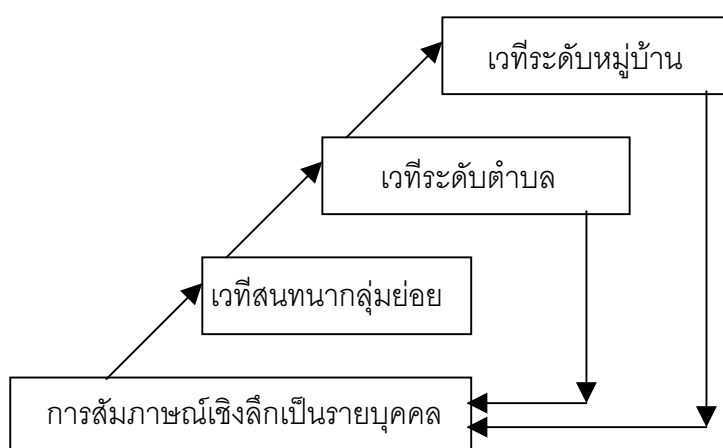 เวทีระดับหมู่บ้าน
เวทีระดับตำบล
เวทีสนทนากลุ่มย่อย
การสัมภาษณ์เชิงลึกเป็นรายบุคคล